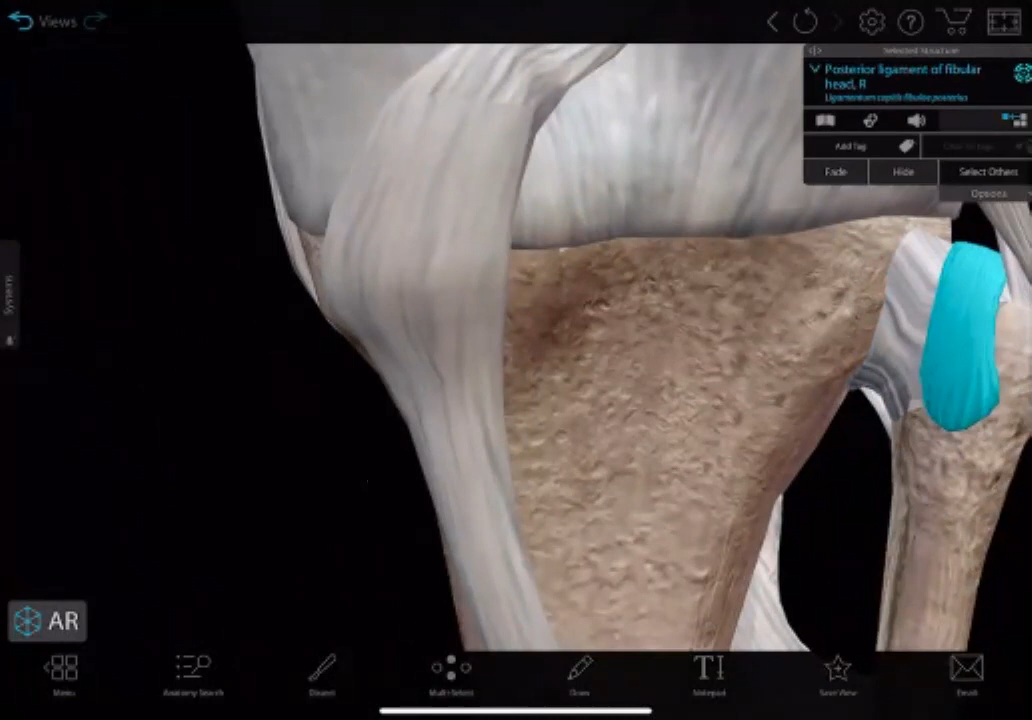 Views
Selected Structure
Posterior ligament of fibular
head, R
Ligamentum capitis fibulae posterius
Add Tag
Fade
Hide
Select Others
Options
Systems
AR
Menu
Anatomy Search
Dissect
Multi-Select
Draw
Notepad
Save View
Email